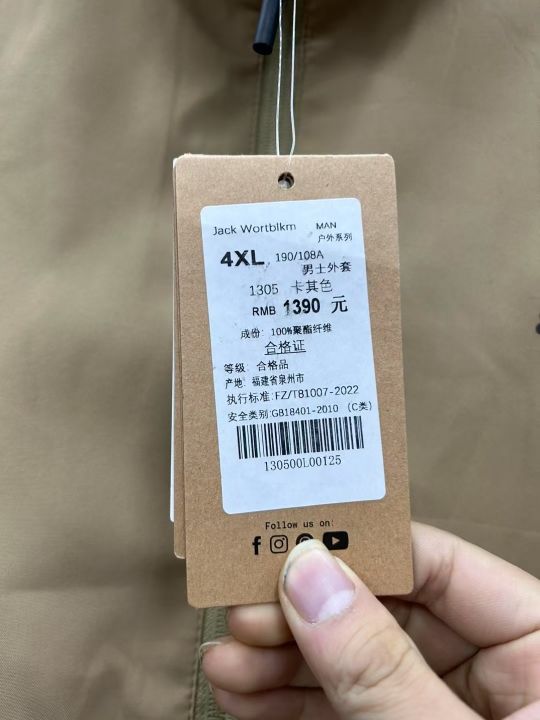 Jack Wortblkm MAN
户外系列
4XL 190/108A
男士外套
1305 卡其色
RMB 1390 元
成份: 100%聚酯纤维
合格证
等级: 合格品
产地: 福建省泉州市
执行标准:FZ/T81007-2022
安全类别:GB18401-2010 (C类)
130500L00125
Follow us on: